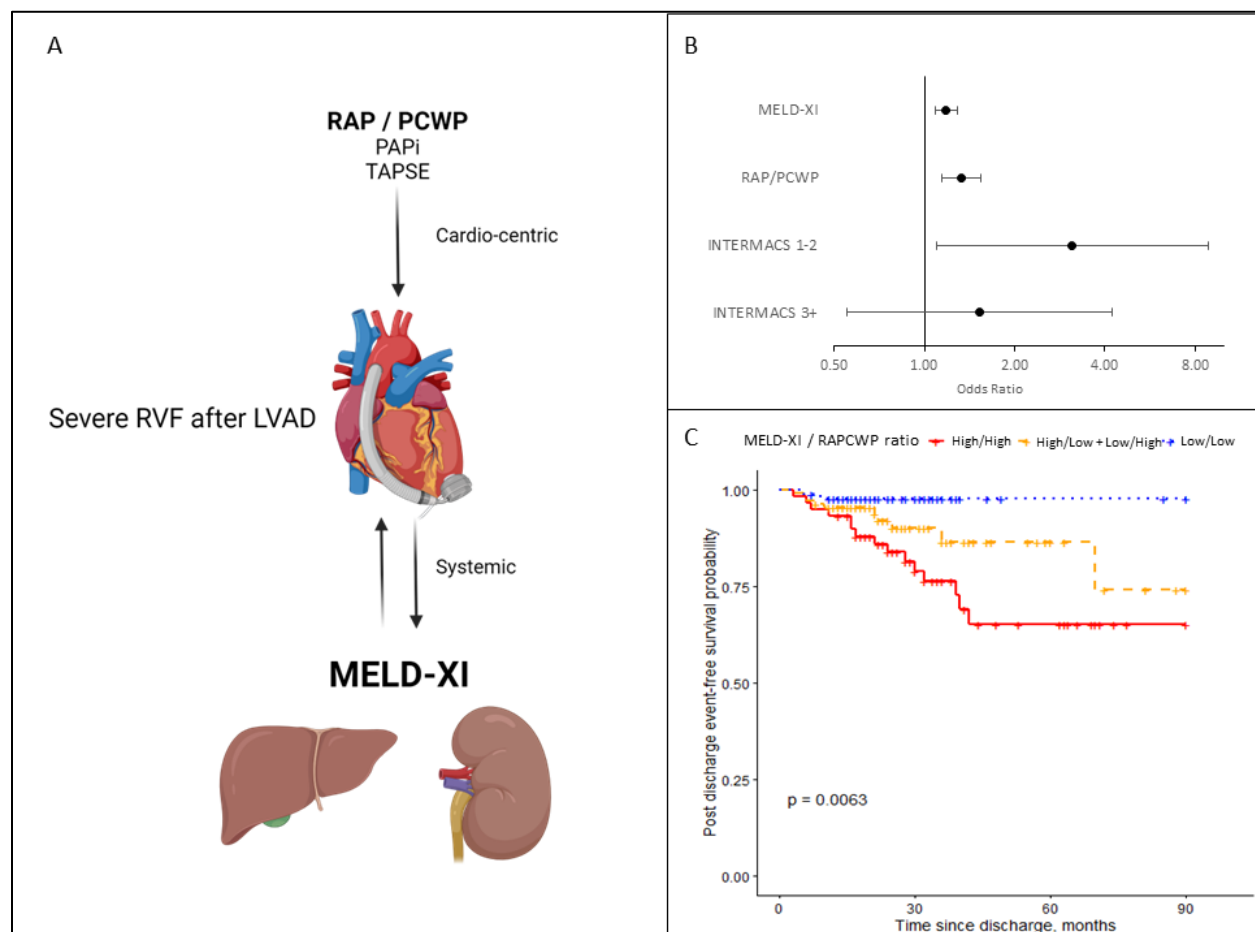 A
RAP / PCWP
PAPi
TAPSE
Cardio-centric
Severe RVF after LVAD
Systemic
MELD-XI
B
MELD-XI
RAP/PCWP
INTERMACS 1-2
INTERMACS 3+
0.50 1.00 2.00 4.00 8.00
Odds Ratio
C
MELD-XI / RAPCWP ratio High/High High/Low + Low/High Low/Low
Post discharge event-free survival probability
1.00
0.75
0.50
0.25
0.00
p = 0.0063
0 30 60 90
Time since discharge, months